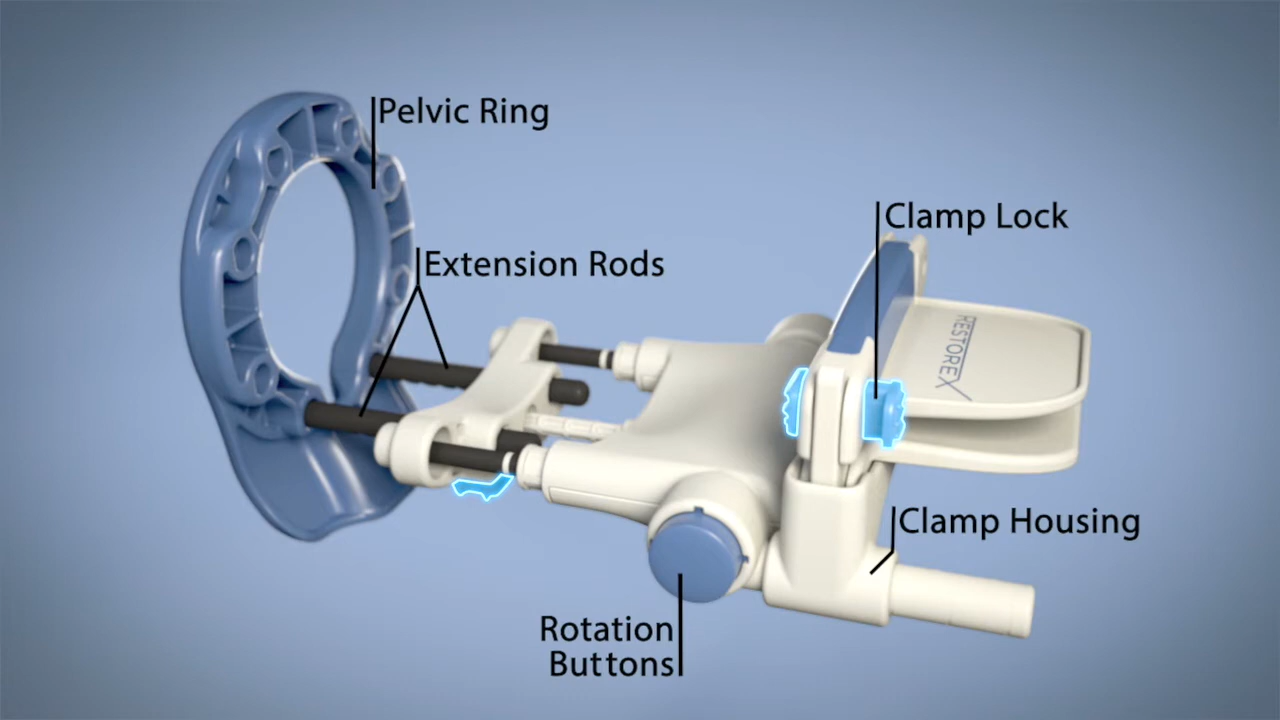 Pelvic Ring
Clamp Lock
Extension Rods
RESTOREX
Clamp Housing
Rotation
Buttons